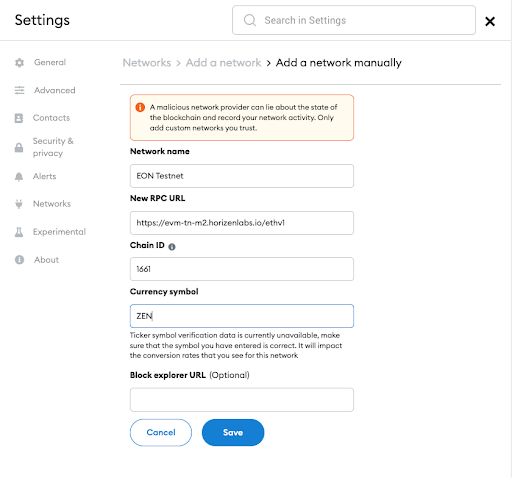 Settings
Search in Settings
General
Advanced
Contacts
Security &
privacy
Alerts
Networks
Experimental
About
Networks > Add a network > Add a network manually
A malicious network provider can lie about the state of
the blockchain and record your network activity. Only
add custom networks you trust.
Network name
EON Testnet
New RPC URL
https://evm-tn-m2.horizenlabs.io/ethv1
Chain ID
1661
Currency symbol
ZEN
Ticker symbol verification data is currently unavailable, make
sure that the symbol you have entered is correct. It will impact
the conversion rates that you see for this network
Block explorer URL (Optional)
Cancel
Save